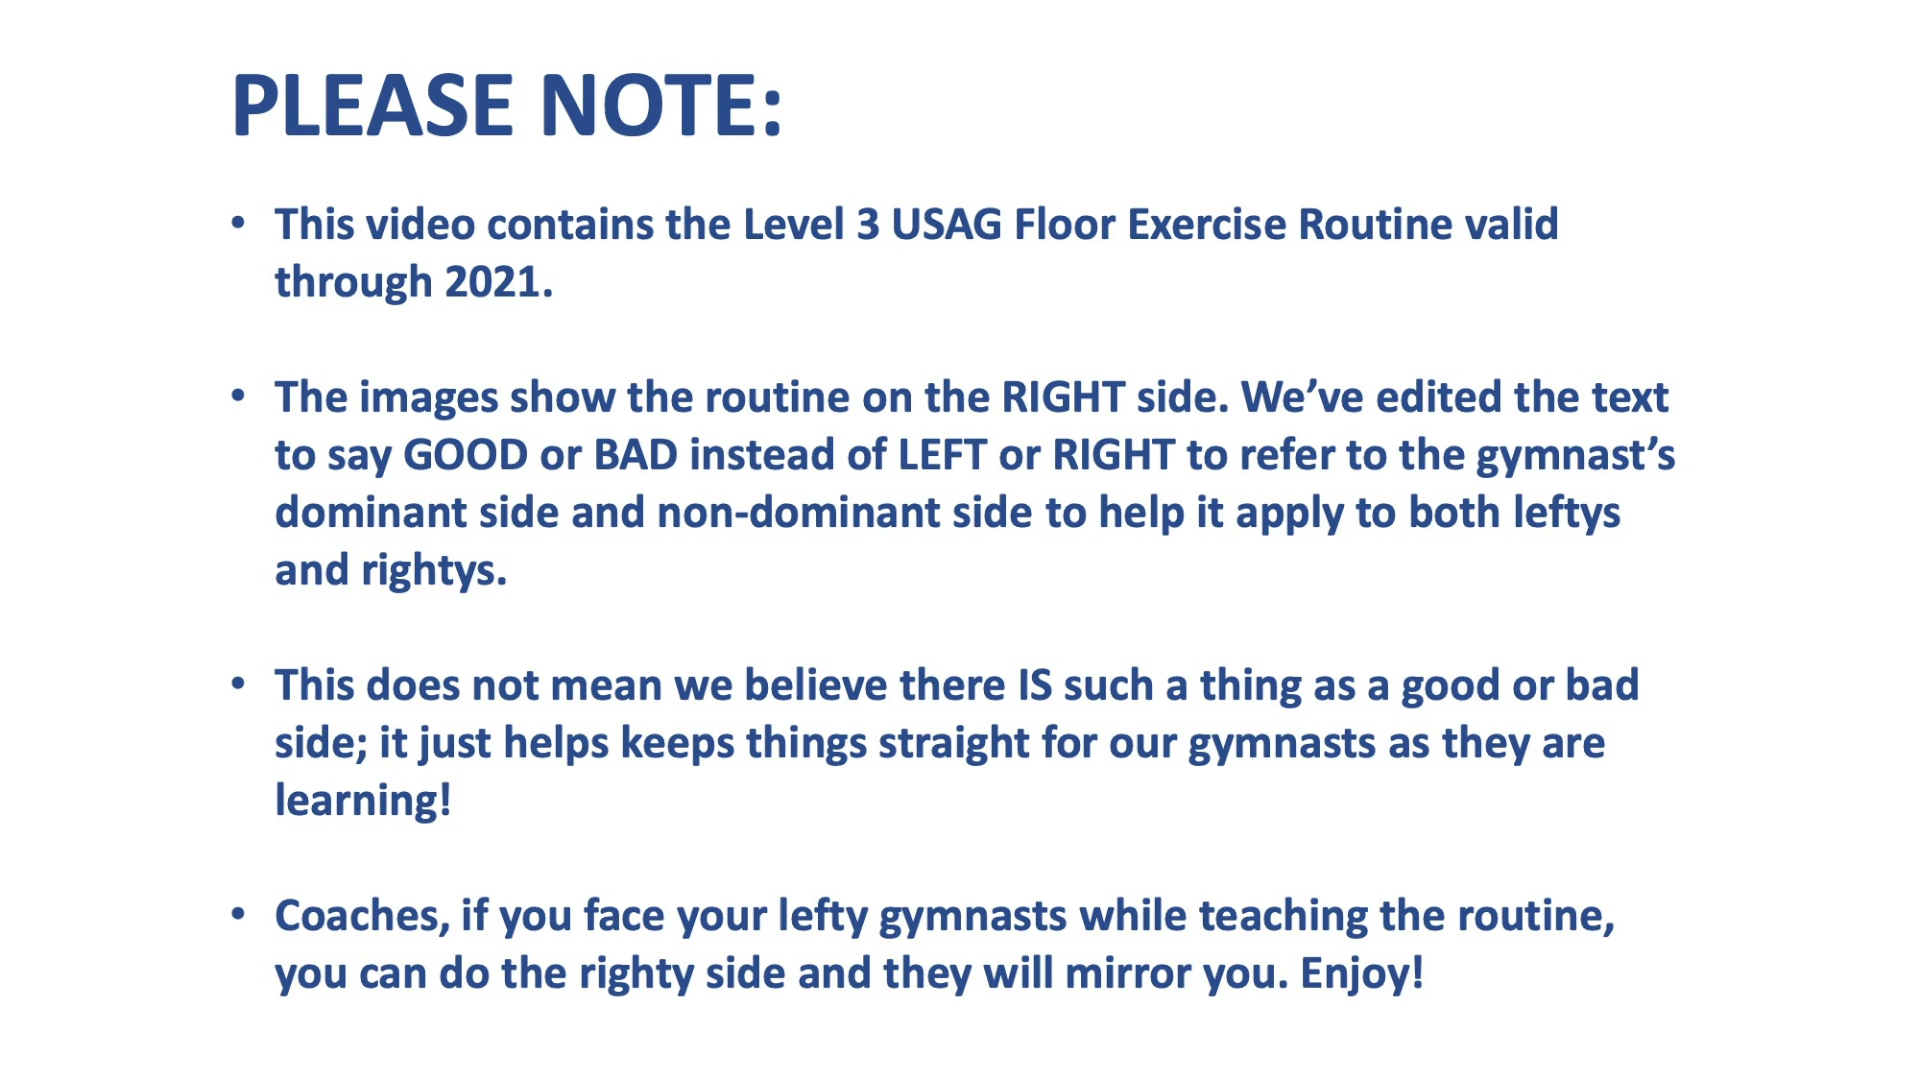 PLEASE NOTE:
• This video contains the Level 3 USAG Floor Exercise Routine valid
through 2021.
• The images show the routine on the RIGHT side. We’ve edited the text
to say GOOD or BAD instead of LEFT or RIGHT to refer to the gymnast’s
dominant side and non-dominant side to help it apply to both leftys
and rightys.
• This does not mean we believe there IS such a thing as a good or bad
side; it just helps keeps things straight for our gymnasts as they are
learning!
• Coaches, if you face your lefty gymnasts while teaching the routine,
you can do the righty side and they will mirror you. Enjoy!